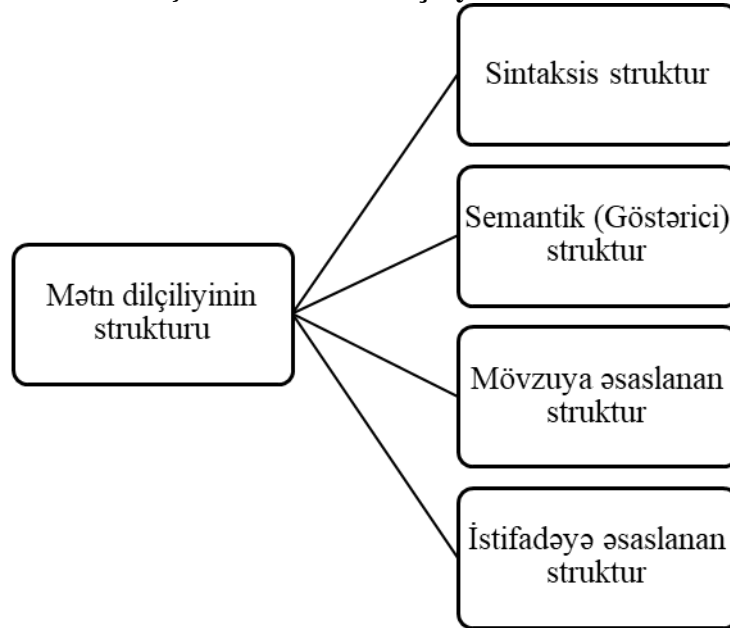 Sintaksis struktur
Semantik (Göstərici)
struktur
Mətn dilçiliyinin
strukturu
Mövzuya əsaslanan
struktur
İstifadəyə əsaslanan
struktur